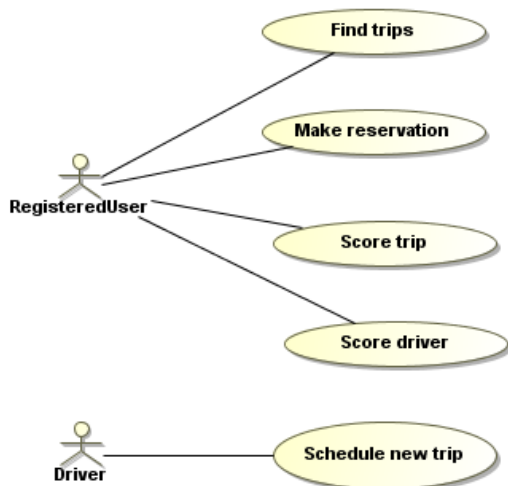 Find trips
Make reservation
RegisteredUser
Score trip
Score driver
Schedule new trip
Driver